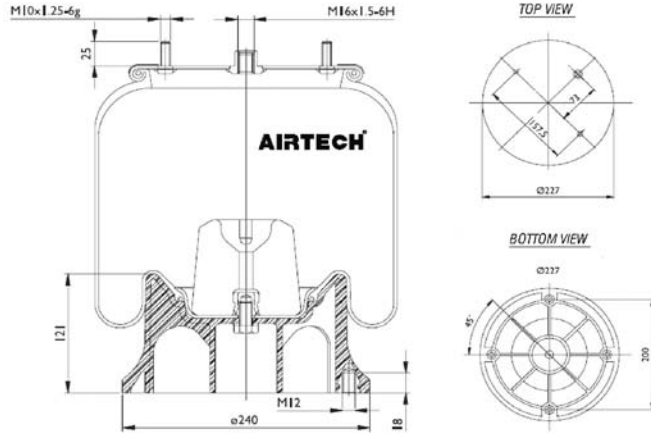 M10x1.25-6g
M16x1.5-6H
25
AIRTECH
121
M12
18
ø240
TOP VIEW
73
157.5
Ø227
BOTTOM VIEW
Ø227
45°
200